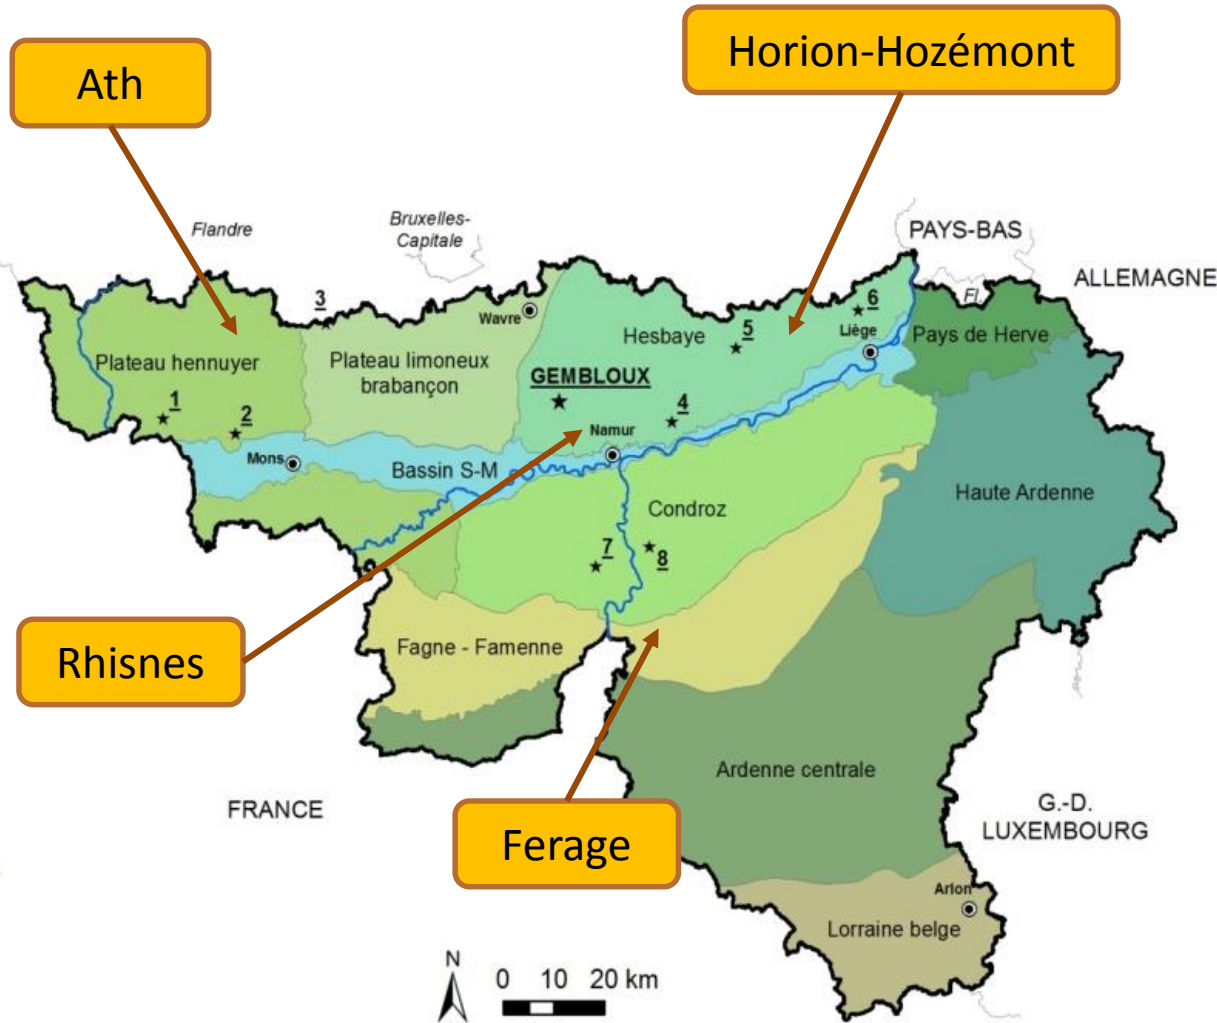 Horion-Hozémont
Ath
Bruxelles-
Capitale
Flandre
PAYS-BAS
ALLEMAGNE
Fl.
3
6
Wavre
5
Liège
Hesbaye
Pays de Herve
Plateau hennuyer
Plateau limoneux
brabançon
GEMBLOUX
1
2
4
Namur
Mons
Bassin S-M
Haute Ardenne
Condroz
7
8
Rhisnes
Fagne - Famenne
Ardenne centrale
FRANCE
G.-D.
LUXEMBOURG
Ferage
Arlon
Lorraine belge
N
0 10 20 km